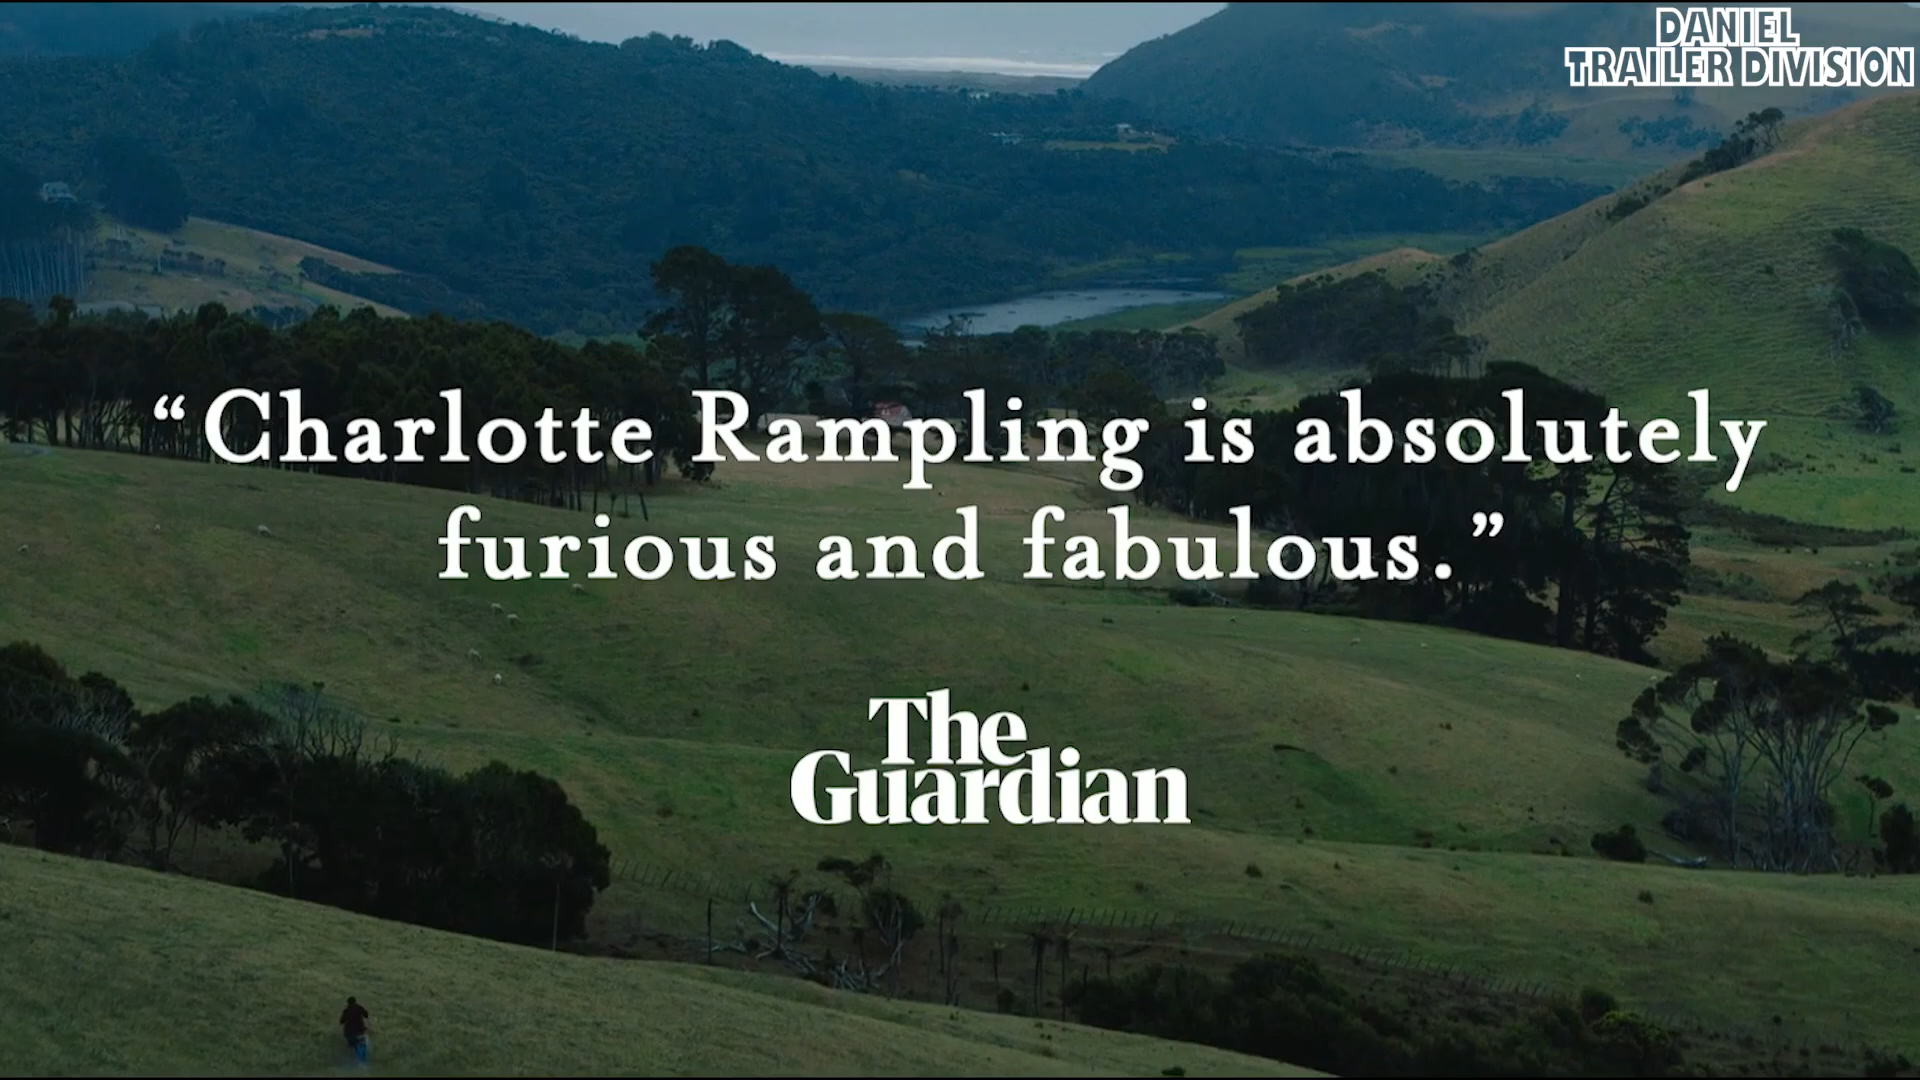 DANIEL
TRAILER DIVISION
“Charlotte Rampling is absolutely
furious and fabulous.”
The
Guardian